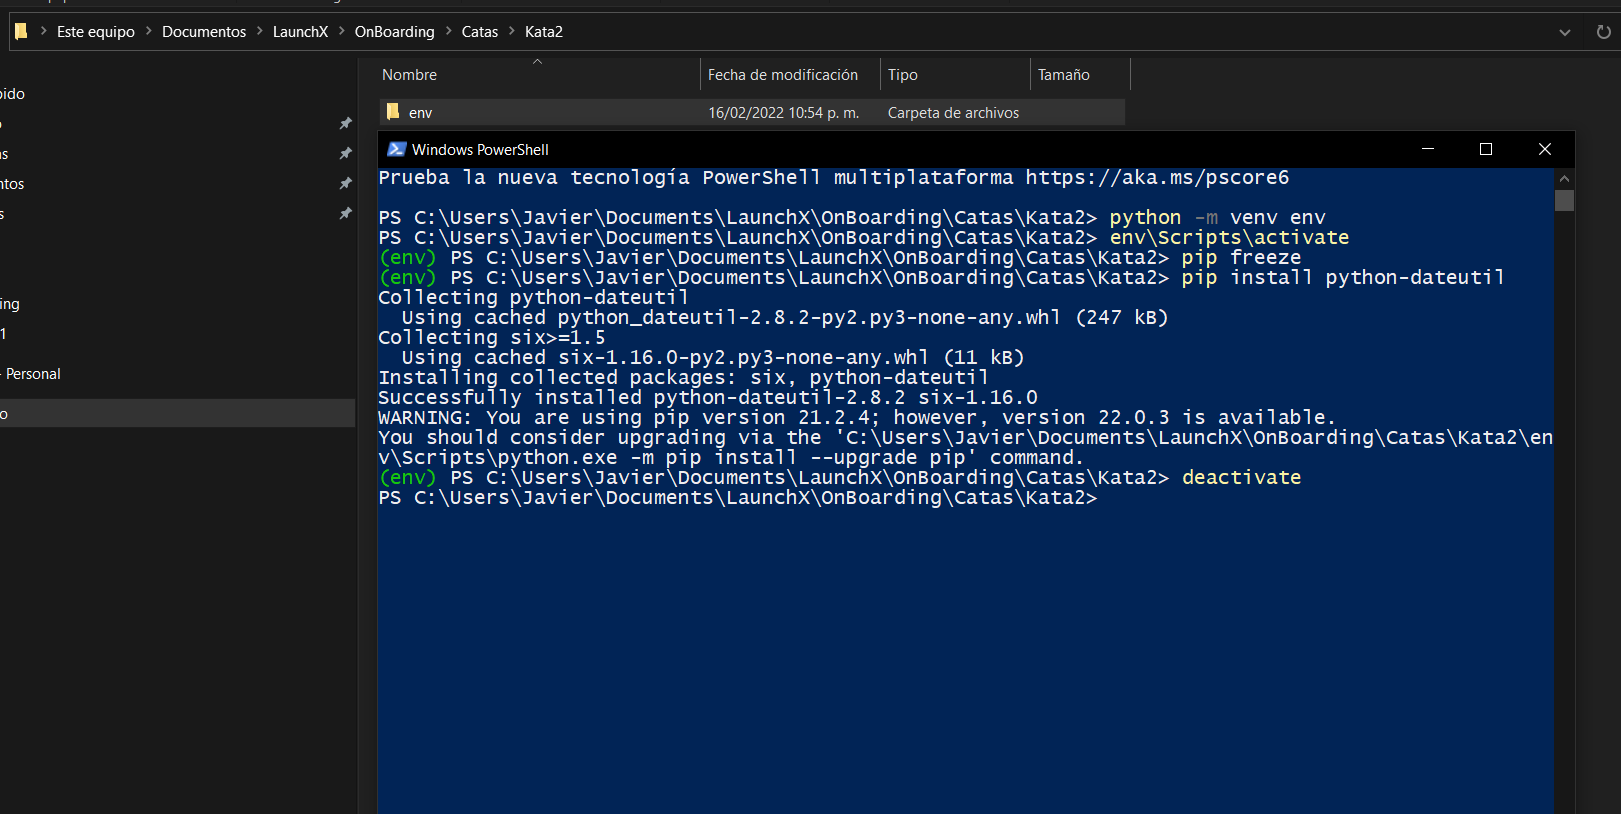 Este equipo > Documentos > LaunchX > OnBoarding > Catas > Kata2
Nombre Fecha de modificación Tipo Tamaño
env 16/02/2022 10:54 p. m. Carpeta de archivos
ing
1
- Personal
Windows PowerShell
Prueba la nueva tecnología PowerShell multiplataforma https://aka.ms/pscore6
PS C:\Users\Javier\Documents\LaunchX\OnBoarding\Catas\Kata2> python -m venv env
PS C:\Users\Javier\Documents\LaunchX\OnBoarding\Catas\Kata2> env\Scripts\activate
(env) PS C:\Users\Javier\Documents\LaunchX\OnBoarding\Catas\Kata2> pip freeze
(env) PS C:\Users\Javier\Documents\LaunchX\OnBoarding\Catas\Kata2> pip install python-dateutil
Collecting python-dateutil
Using cached python_dateutil-2.8.2-py2.py3-none-any.whl (247 kB)
Collecting six>=1.5
Using cached six-1.16.0-py2.py3-none-any.whl (11 kB)
Installing collected packages: six, python-dateutil
Successfully installed python-dateutil-2.8.2 six-1.16.0
WARNING: You are using pip version 21.2.4; however, version 22.0.3 is available.
You should consider upgrading via the 'C:\Users\Javier\Documents\LaunchX\OnBoarding\Catas\Kata2\en
v\Scripts\python.exe -m pip install --upgrade pip' command.
(env) PS C:\Users\Javier\Documents\LaunchX\OnBoarding\Catas\Kata2> deactivate
PS C:\Users\Javier\Documents\LaunchX\OnBoarding\Catas\Kata2>